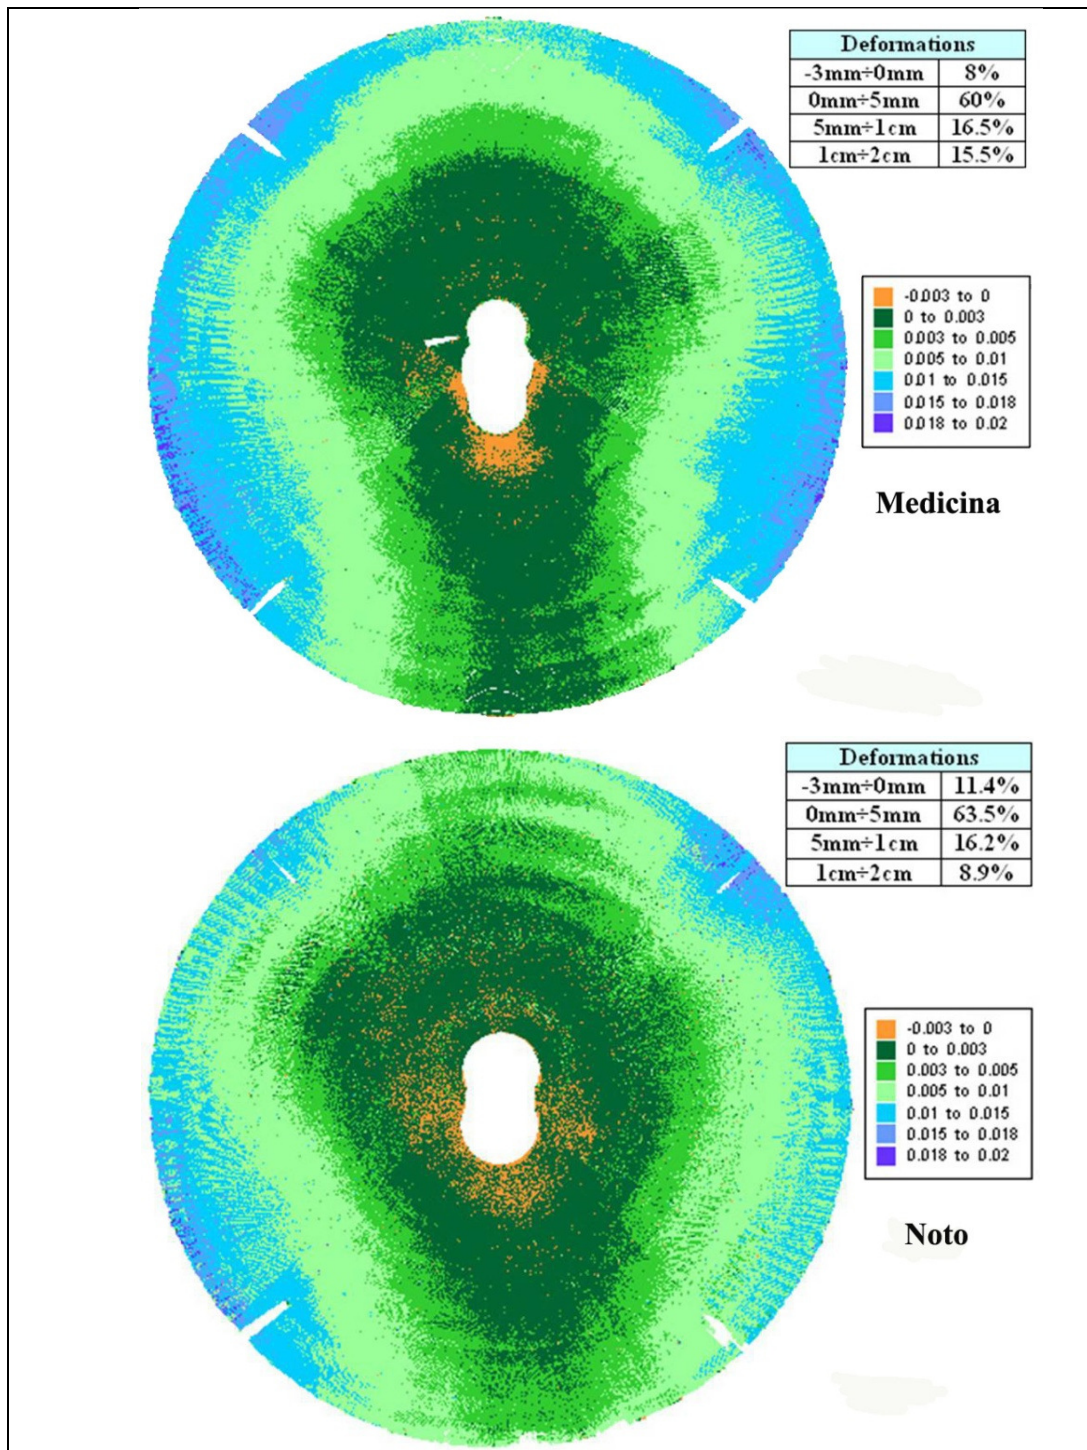 Deformations
-3mm÷0mm 8%
0mm÷5mm 60%
5mm÷1cm 16.5%
1cm÷2cm 15.5%
-0.003 to 0
0 to 0.003
0.003 to 0.005
0.005 to 0.01
0.01 to 0.015
0.015 to 0.018
0.018 to 0.02
Medicina
Deformations
-3mm÷0mm 11.4%
0mm÷5mm 63.5%
5mm÷1cm 16.2%
1cm÷2cm 8.9%
-0.003 to 0
0 to 0.003
0.003 to 0.005
0.005 to 0.01
0.01 to 0.015
0.015 to 0.018
0.018 to 0.02
Noto